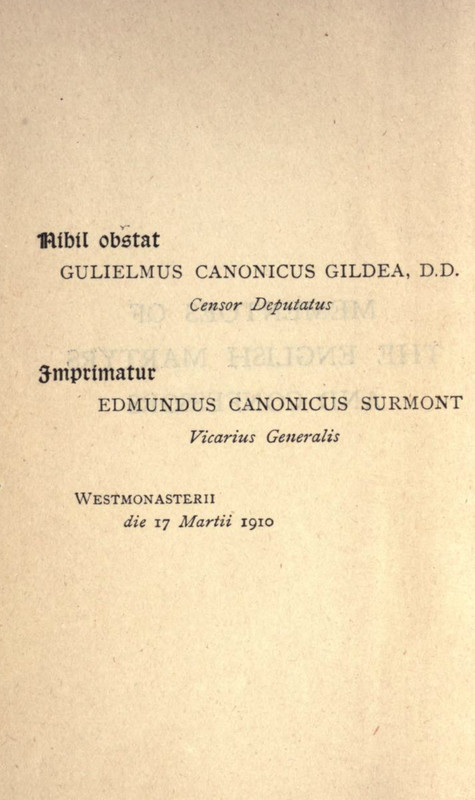 Nihil obstat
GULIELMUS CANONICUS GILDEA, D.D.
Censor Deputatus
Imprimatur
EDMUNDUS CANONICUS SURMONT
Vicarius Generalis
WESTMONASTERII
die 17 Martii 1910